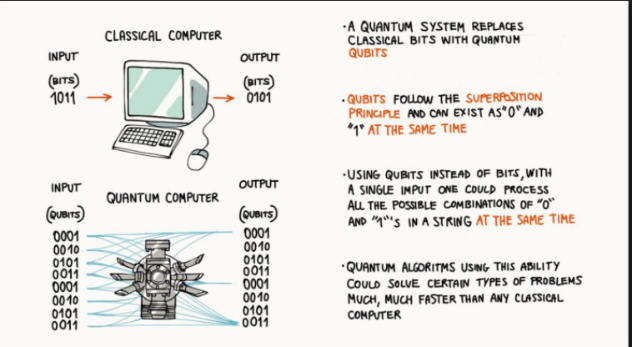 CLASSICAL COMPUTER
INPUT
(BITS)
1011
OUTPUT
(BITS)
0101
QUANTUM COMPUTER
INPUT
(QUBITS)
0001
0010
0101
0011
0001
0010
0101
0011
OUTPUT
(QUBITS)
0001
0010
0101
0011
0001
0010
0101
0011
·A QUANTUM SYSTEM REPLACES
CLASSICAL BITS WITH QUANTUM
QUBITS
·QUBITS FOLLOW THE SUPERPOSITION
PRINCIPLE AND CAN EXIST AS "0" AND
"1" AT THE SAME TIME
·USING QUBITS INSTEAD OF BITS, WITH
A SINGLE IMPUT ONE COULD PROCESS
ALL THE POSSIBLE COMBINATIONS OF "0"
AND "1"'S IN A STRING AT THE SAME TIME
·QUANTUM ALGORITMS USING THIS ABILITY
COULD SOLVE CERTAIN TYPES OF PROBLEMS
MUCH, MUCH FASTER THAN ANY CLASSICAL
COMPUTER